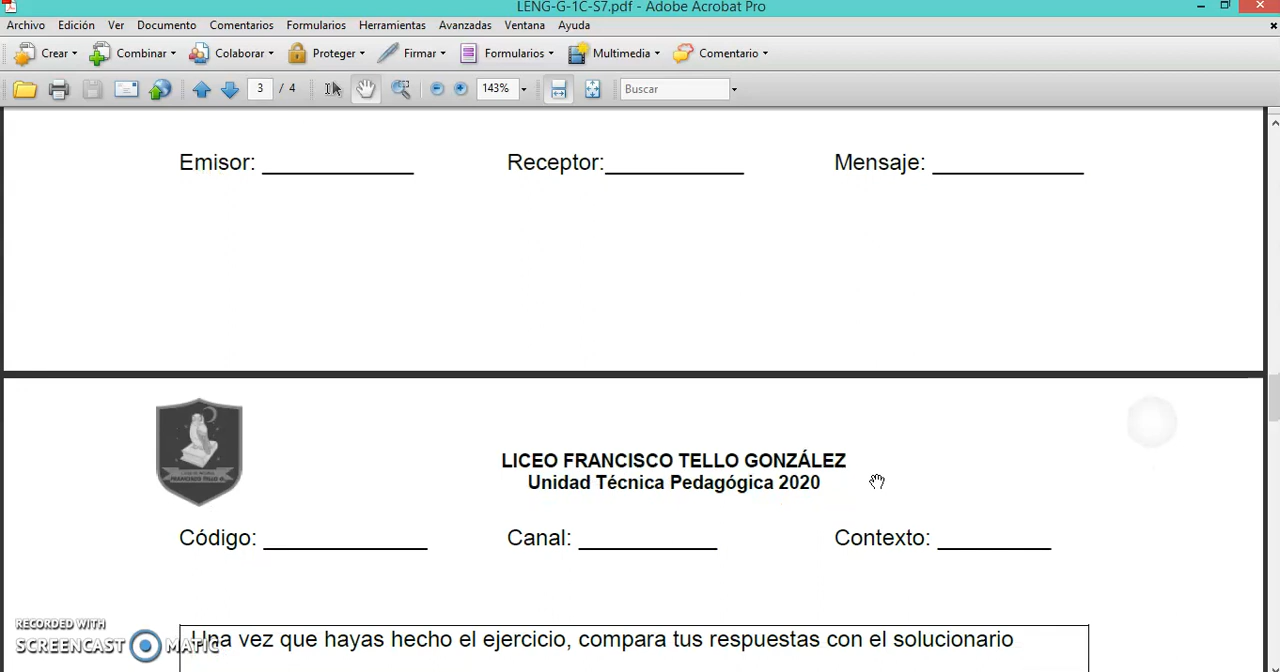 LENG-G-1C-S7.pdf - Adobe Acrobat Pro
Archivo Edición Ver Documento Comentarios Formularios Herramientas Avanzadas Ventana Ayuda
Crear Combinar Colaborar Proteger Firmar Formularios Multimedia Comentario
3 / 4 143% Buscar
Emisor: ____________ Receptor:___________ Mensaje: ____________
LICEO FRANCISCO TELLO GONZÁLEZ
Unidad Técnica Pedagógica 2020
FRANCISCO TELLO G.
Código: _____________ Canal: ___________ Contexto: _________
Una vez que hayas hecho el ejercicio, compara tus respuestas con el solucionario
RECORDED WITH
SCREENCAST MATIC